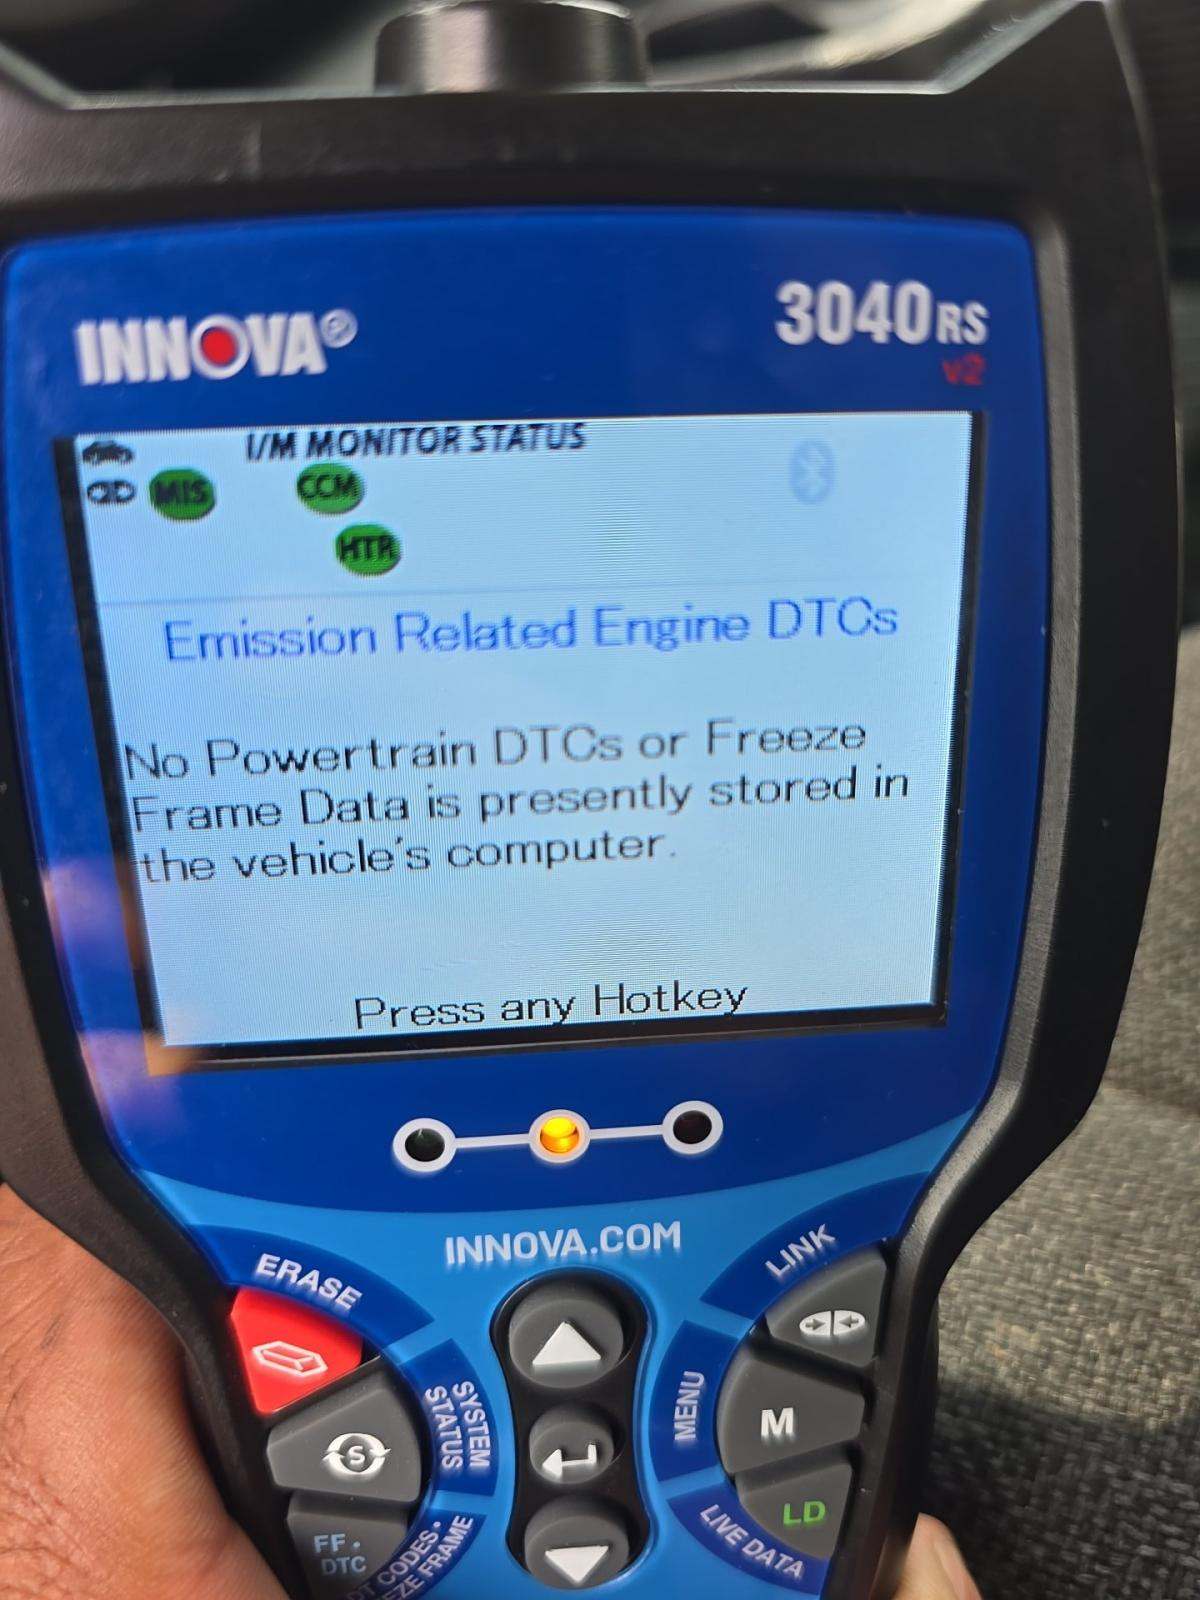 INNOVA®
3040RS
v2
I/M MONITOR STATUS
MIS
CCM
HTR
Emission Related Engine DTCs
No Powertrain DTCs or Freeze
Frame Data is presently stored in
the vehicle's computer.
Press any Hotkey
INNOVA.COM
ERASE
LINK
SYSTEM
STATUS
S
MENU
M
FF.
DTC
CODES.
FRAME
LIVE DATA
LD